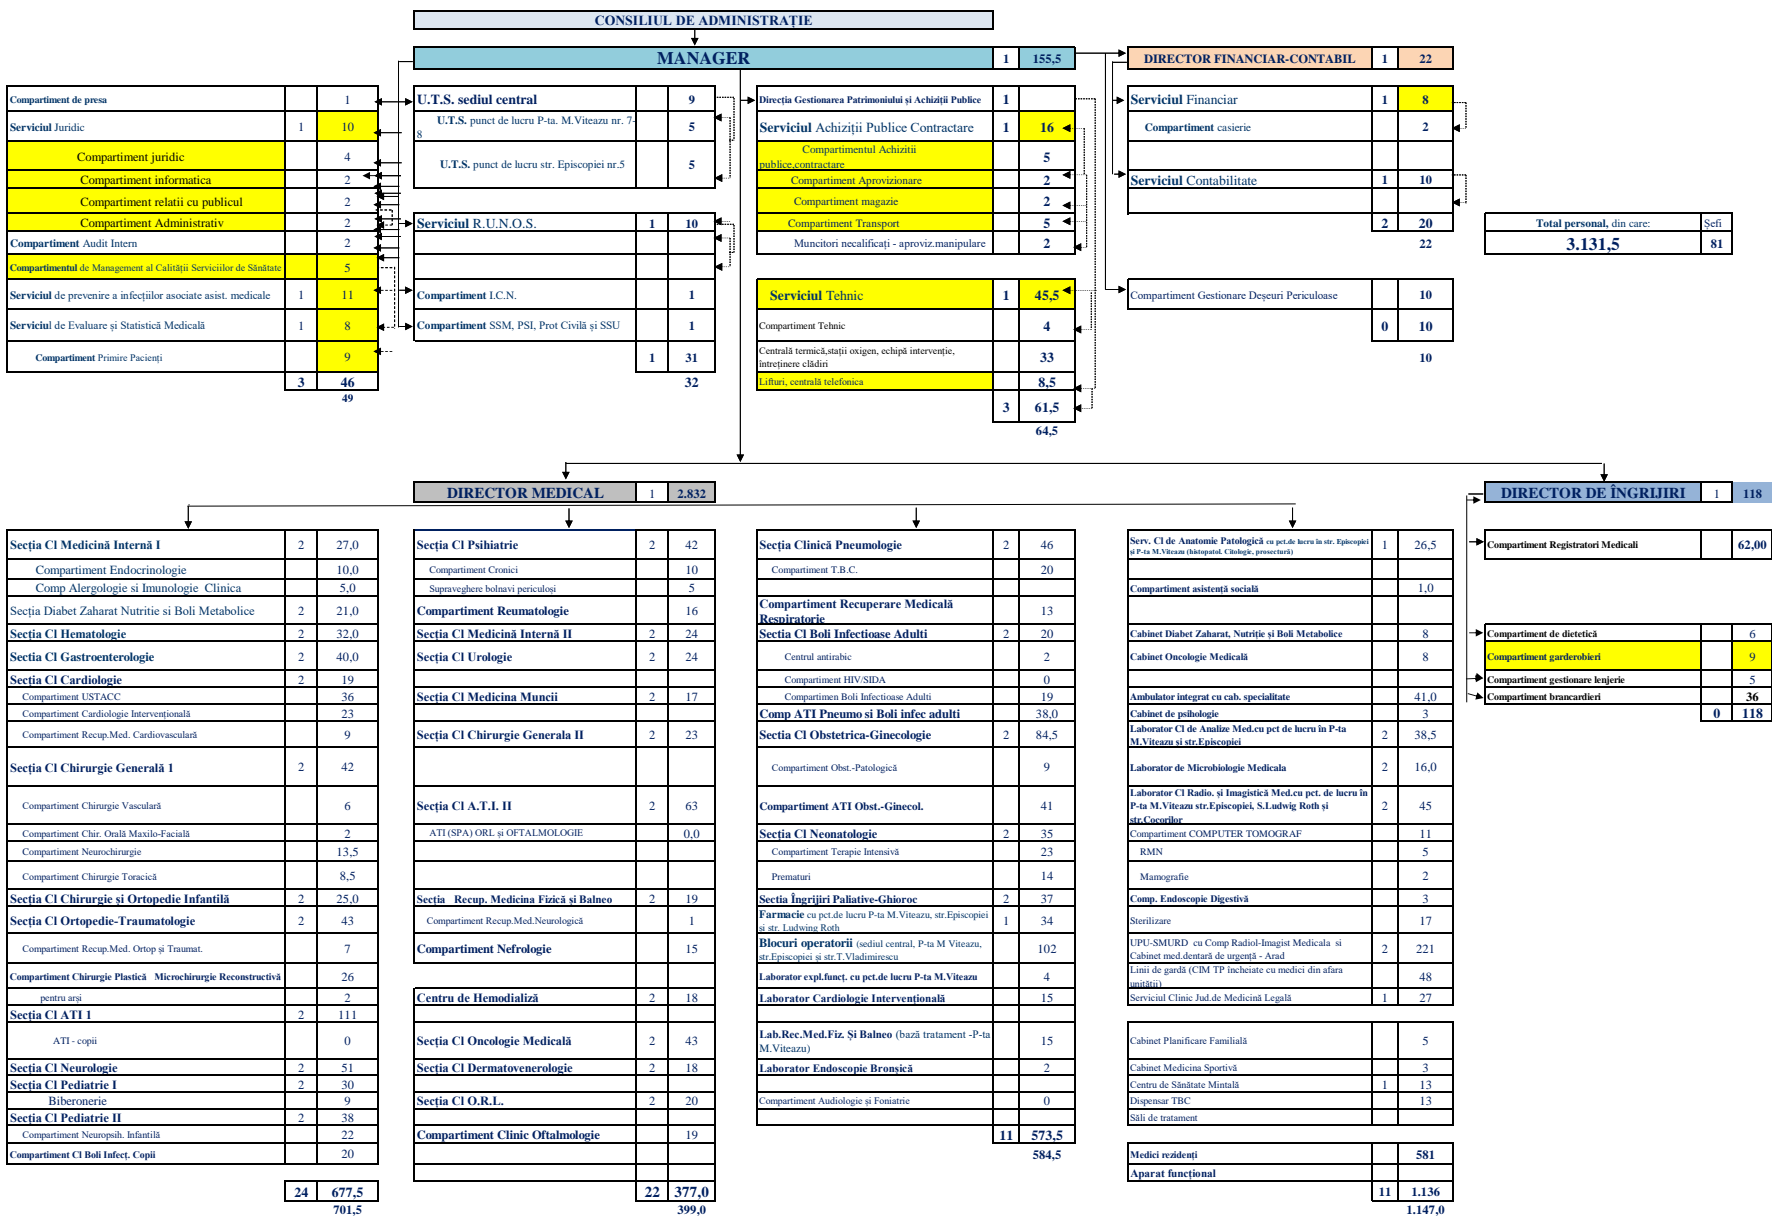 CONSILIUL DE ADMINISTRAȚIE
MANAGER 1 155,5
DIRECTOR FINANCIAR-CONTABIL 1 22
Compartiment de presa 1
Serviciul Juridic 1 10
Compartiment juridic 4
Compartiment informatica 2
Compartiment relatii cu publicul 2
Compartiment Administrativ 2
Compartiment Audit Intern 2
Compartimentul de Management al Calității Serviciilor de Sănătate 5
Serviciul de prevenire a infecțiilor asociate asist. medicale 1 11
Serviciul de Evaluare și Statistică Medicală 1 8
Compartiment Primire Pacienți 9
3 46
49
U.T.S. sediul central 9
U.T.S. punct de lucru P-ta. M.Viteazu nr. 7-
8 5
U.T.S. punct de lucru str. Episcopiei nr.5 5
Serviciul R.U.N.O.S. 1 10
Compartiment I.C.N. 1
Compartiment SSM, PSI, Prot Civilă și SSU 1
1 31
32
Direcția Gestionarea Patrimoniului și Achiziții Publice 1
Serviciul Achiziții Publice Contractare 1 16
Compartimentul Achizitii
publice,contractare 5
Compartiment Aprovizionare 2
Compartiment magazie 2
Compartiment Transport 5
Muncitori necalificați - aproviz.manipulare 2
Serviciul Tehnic 1 45,5
Compartiment Tehnic 4
Centrală termică,stații oxigen, echipă intervenție,
întreținere clădiri 33
Lifturi, centrală telefonica 8,5
3 61,5
64,5
Serviciul Financiar 1 8
Compartiment casierie 2
Serviciul Contabilitate 1 10
2 20
22
Compartiment Gestionare Deșeuri Periculoase 10
0 10
10
Total personal, din care: Șefi
3.131,5 81
DIRECTOR MEDICAL 1 2.832
DIRECTOR DE ÎNGRIJIRI 1 118
Secția Cl Medicină Internă I 2 27,0
Compartiment Endocrinologie 10,0
Comp Alergologie si Imunologie Clinica 5,0
Secția Diabet Zaharat Nutritie si Boli Metabolice 2 21,0
Secția Cl Hematologie 2 32,0
Secția Cl Gastroenterologie 2 40,0
Secția Cl Cardiologie 2 19
Compartiment USTACC 36
Compartiment Cardiologie Intervențională 23
Compartiment Recup.Med. Cardiovasculară 9
Secția Cl Chirurgie Generală 1 2 42
Compartiment Chirurgie Vasculară 6
Compartiment Chir. Orală Maxilo-Facială 2
Compartiment Neurochirurgie 13,5
Compartiment Chirurgie Toracică 8,5
Secția Cl Chirurgie și Ortopedie Infantilă 2 25,0
Secția Cl Ortopedie-Traumatologie 2 43
Compartiment Recup.Med. Ortop și Traumat. 7
Compartiment Chirurgie Plastică Microchirurgie Reconstructivă 26
pentru arși 2
Secția Cl ATI 1 2 111
ATI - copii 0
Secția Cl Neurologie 2 51
Secția Cl Pediatrie I 2 30
Biberonerie 9
Secția Cl Pediatrie II 2 38
Compartiment Neuropsih. Infantilă 22
Compartiment Cl Boli Infecț. Copii 20
24 677,5
701,5
Secția Cl Psihiatrie 2 42
Compartiment Cronici 10
Supraveghere bolnavi periculoși 5
Compartiment Reumatologie 16
Secția Cl Medicină Internă II 2 24
Secția Cl Urologie 2 24
Secția Cl Medicina Muncii 2 17
Secția Cl Chirurgie Generala II 2 23
Secția Cl A.T.I. II 2 63
ATI (SPA) ORL și OFTALMOLOGIE 0,0
Secția Recup. Medicina Fizică și Balneo 2 19
Compartiment Recup.Med.Neurologică 1
Compartiment Nefrologie 15
Centru de Hemodializă 2 18
Secția Cl Oncologie Medicală 2 43
Secția Cl Dermatovenerologie 2 18
Secția Cl O.R.L. 2 20
Compartiment Clinic Oftalmologie 19
22 377,0
399,0
Secția Clinică Pneumologie 2 46
Compartiment T.B.C. 20
Compartiment Recuperare Medicală
Respiratorie 13
Sectia Cl Boli Infectioase Adulti 2 20
Centrul antirabic 2
Compartiment HIV/SIDA 0
Compartimen Boli Infectioase Adulti 19
Comp ATI Pneumo si Boli infec adulti 38,0
Secția Cl Obstetrica-Ginecologie 2 84,5
Compartiment Obst.-Patologică 9
Compartiment ATI Obst.-Ginecol. 41
Secția Cl Neonatologie 2 35
Compartiment Terapie Intensivă 23
Prematuri 14
Sectia Îngrijiri Paliative-Ghioroc 2 37
Farmacie cu pct.de lucru P-ta M.Viteazu, str.Episcopiei
și str. Ludwing Roth 1 34
Blocuri operatorii (sediul central, P-ta M Viteazu,
str.Episcopiei și str.T.Vladimirescu 102
Laborator expl.funcț. cu pct.de lucru P-ta M.Viteazu 4
Laborator Cardiologie Intervențională 15
Lab.Rec.Med.Fiz. Și Balneo (bază tratament -P-ta
M.Viteazu) 15
Laborator Endoscopie Bronșică 2
Compartiment Audiologie și Foniatrie 0
11 573,5
584,5
Serv. Cl de Anatomie Patologică cu pct.de lucru în str. Episcopiei
și P-ta M.Viteazu (histopatol. Citologie, prosectură) 1 26,5
Compartiment asistență socială 1,0
Cabinet Diabet Zaharat, Nutriție și Boli Metabolice 8
Cabinet Oncologie Medicală 8
Ambulator integrat cu cab. specialitate 41,0
Cabinet de psihologie 3
Laborator Cl de Analize Med.cu pct de lucru în P-ta
M.Viteazu și str.Episcopiei 2 38,5
Laborator de Microbiologie Medicala 2 16,0
Laborator Cl Radio. și Imagistică Med.cu pct. de lucru în
P-ta M.Viteazu str.Episcopiei, S.Ludwig Roth și
str.Cocorilor 2 45
Compartiment COMPUTER TOMOGRAF 11
RMN 5
Mamografie 2
Comp. Endoscopie Digestivă 3
Sterilizare 17
UPU-SMURD cu Comp Radiol-Imagist Medicala si
Cabinet med.dentară de urgență - Arad 2 221
Linii de gardă (CIM TP încheiate cu medici din afara
unității) 48
Serviciul Clinic Jud.de Medicină Legală 1 27
Cabinet Planificare Familială 5
Cabinet Medicina Sportivă 3
Centru de Sănătate Mintală 1 13
Dispensar TBC 13
Săli de tratament
Medici rezidenți 581
Aparat funcțional
11 1.136
1.147,0
Compartiment Registratori Medicali 62,00
Compartiment de dietetică 6
Compartiment garderobieri 9
Compartiment gestionare lenjerie 5
Compartiment brancardieri 36
0 118